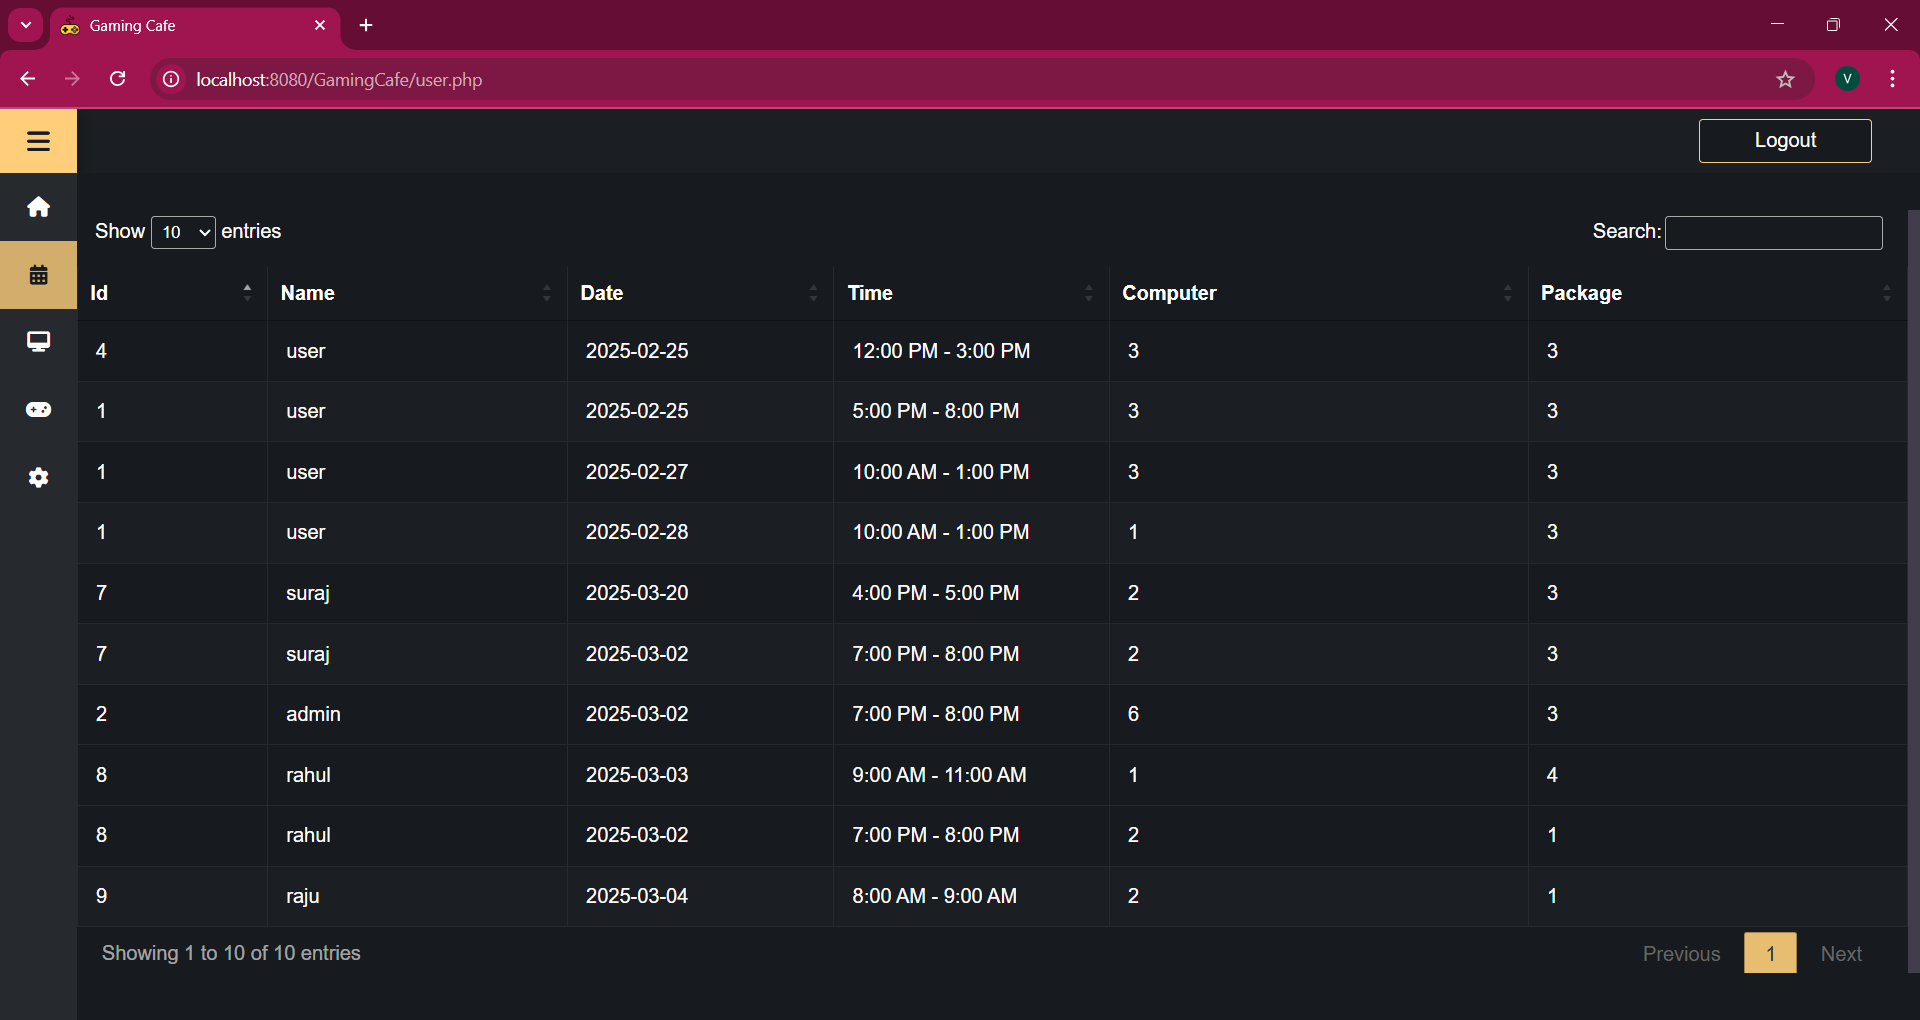 Gaming Cafe
localhost:8080/GamingCafe/user.php
V
Logout
Show 10 entries
Search:
Id Name Date Time Computer Package
4 user 2025-02-25 12:00 PM - 3:00 PM 3 3
1 user 2025-02-25 5:00 PM - 8:00 PM 3 3
1 user 2025-02-27 10:00 AM - 1:00 PM 3 3
1 user 2025-02-28 10:00 AM - 1:00 PM 1 3
7 suraj 2025-03-20 4:00 PM - 5:00 PM 2 3
7 suraj 2025-03-02 7:00 PM - 8:00 PM 2 3
2 admin 2025-03-02 7:00 PM - 8:00 PM 6 3
8 rahul 2025-03-03 9:00 AM - 11:00 AM 1 4
8 rahul 2025-03-02 7:00 PM - 8:00 PM 2 1
9 raju 2025-03-04 8:00 AM - 9:00 AM 2 1
Showing 1 to 10 of 10 entries
Previous 1 Next